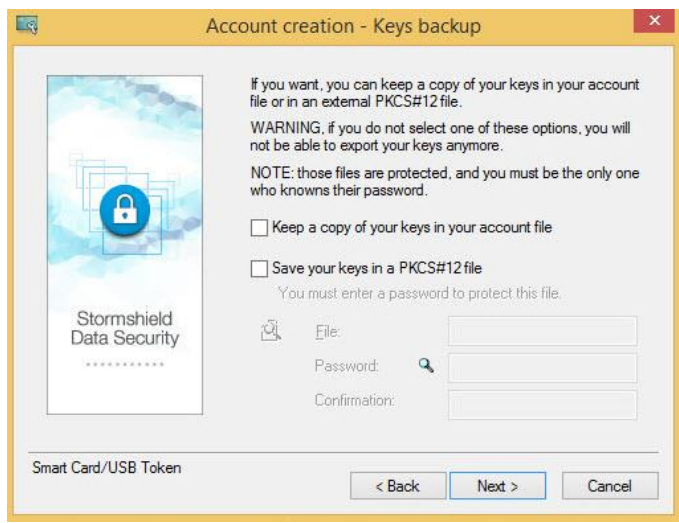 Account creation - Keys backup
If you want, you can keep a copy of your keys in your account
file or in an external PKCS#12 file.
WARNING, if you do not select one of these options, you will
not be able to export your keys anymore.
NOTE: those files are protected, and you must be the only one
who knowns their password.
Keep a copy of your keys in your account file
Save your keys in a PKCS#12 file
You must enter a password to protect this file.
Stormshield
Data Security
File:
Password:
Confirmation:
Smart Card/USB Token
< Back
Next >
Cancel